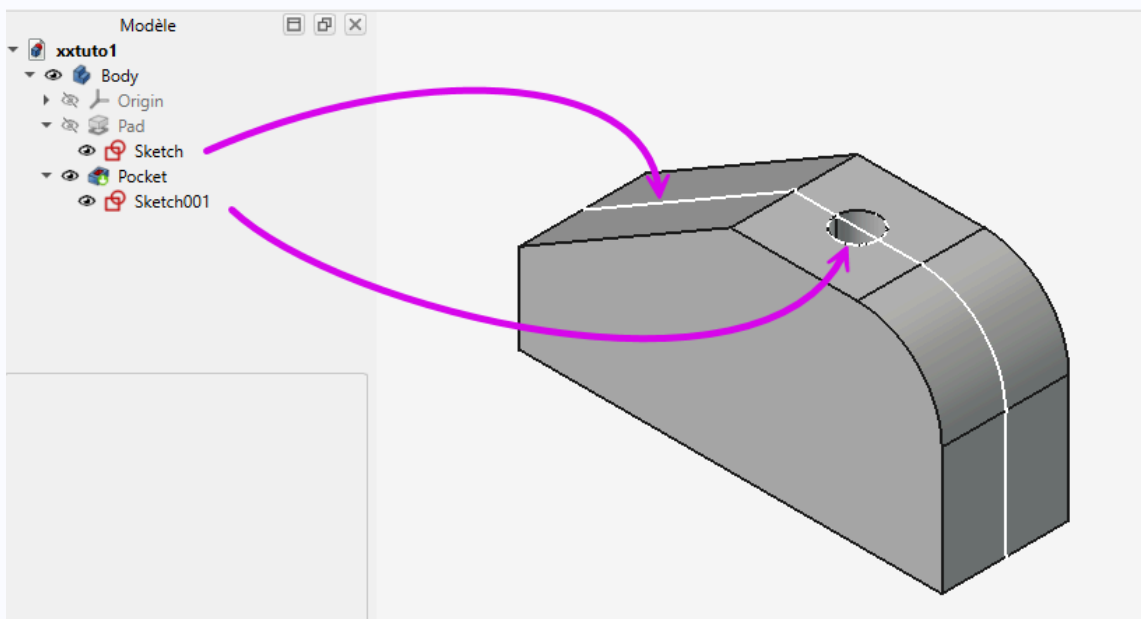 Modèle
xxtuto1
Body
Origin
Pad
Sketch
Pocket
Sketch001